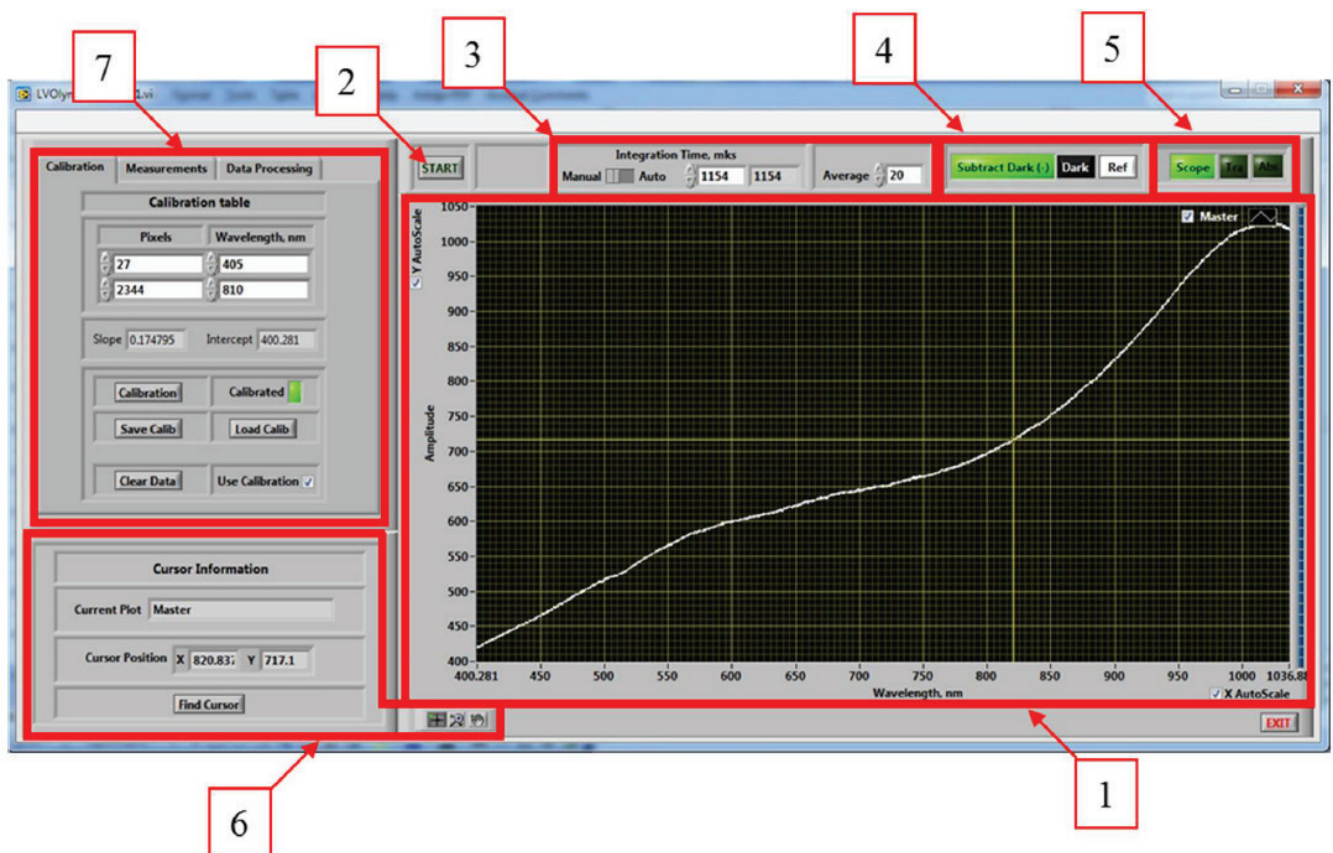 7
2
3
4
5
LVOlyn
1.vi
START
Integration Time, mks
Manual Auto 1154 1154
Average 20
Subtract Dark (-) Dark Ref
Scope Tra Abs
Calibration Measurements Data Processing
Calibration table
Pixels Wavelength, nm
27 405
2344 810
Slope 0.174795 Intercept 400.281
Calibration Calibrated
Save Calib Load Calib
Clear Data Use Calibration
Cursor Information
Current Plot Master
Cursor Position X 820.837 Y 717.1
Find Cursor
Y AutoScale
Master
Amplitude
1050
1000
950
900
850
800
750
700
650
600
550
500
450
400
400.281 450 500 550 600 650 700 750 800 850 900 950 1000 1036.88
Wavelength, nm
X AutoScale
EXIT
6
1